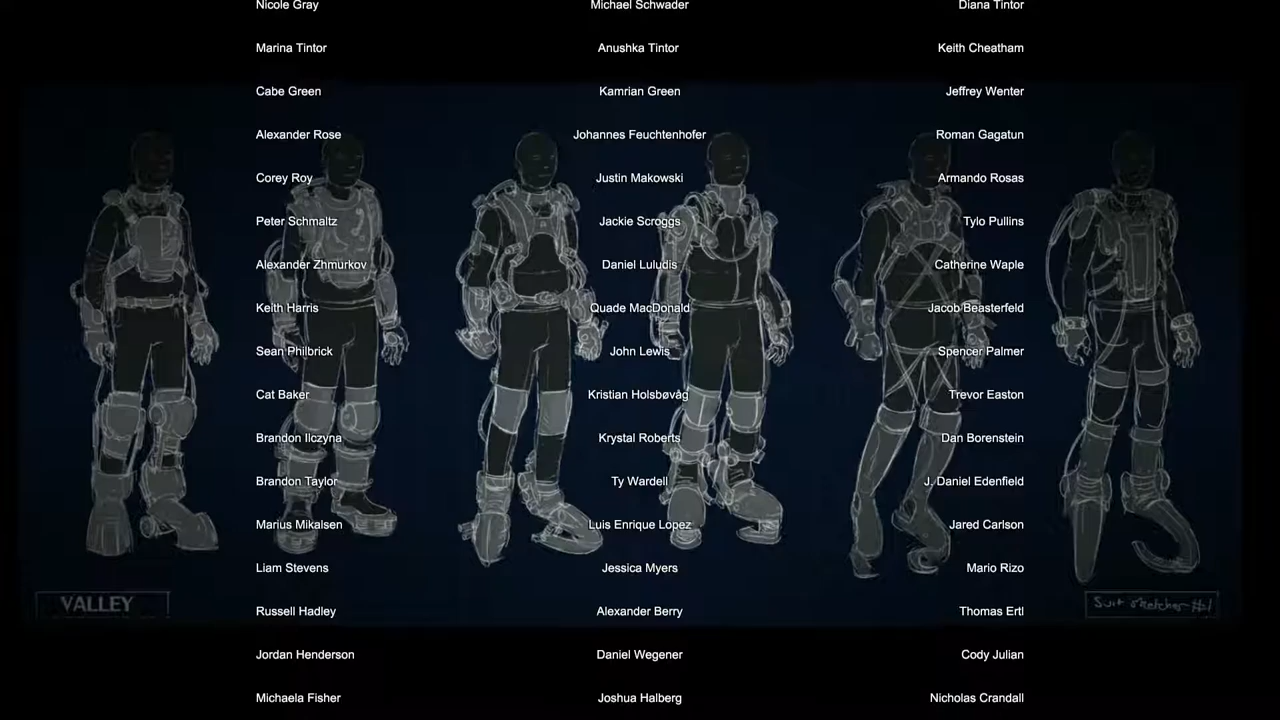 Nicole Gray Michael Schwader Diana Tintor
Marina Tintor Anushka Tintor Keith Cheatham
Cabe Green Kamrian Green Jeffrey Wenter
Alexander Rose Johannes Feuchtenhofer Roman Gagatun
Corey Roy Justin Makowski Armando Rosas
Peter Schmaltz Jackie Scroggs Tylo Pullins
Alexander Zhmurkov Daniel Luludis Catherine Waple
Keith Harris Quade MacDonald Jacob Beasterfeld
Sean Philbrick John Lewis Spencer Palmer
Cat Baker Kristian Holsbøvåg Trevor Easton
Brandon Ilczyna Krystal Roberts Dan Borenstein
Brandon Taylor Ty Wardell J. Daniel Edenfield
Marius Mikalsen Luis Enrique Lopez Jared Carlson
Liam Stevens Jessica Myers Mario Rizo
VALLEY Suit Sketches #1
Russell Hadley Alexander Berry Thomas Ertl
Jordan Henderson Daniel Wegener Cody Julian
Michaela Fisher Joshua Halberg Nicholas Crandall